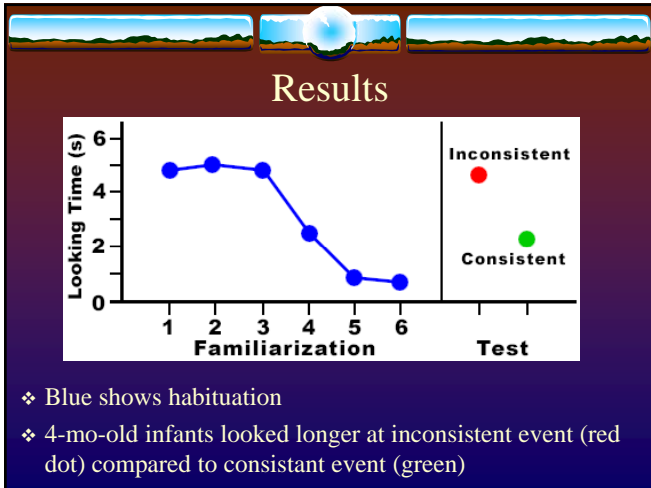 Results
Looking Time (s)
6
4
2
0
1 2 3 4 5 6
Familiarization
Inconsistent
Consistent
Test
❖ Blue shows habituation
❖ 4-mo-old infants looked longer at inconsistent event (red
dot) compared to consistant event (green)